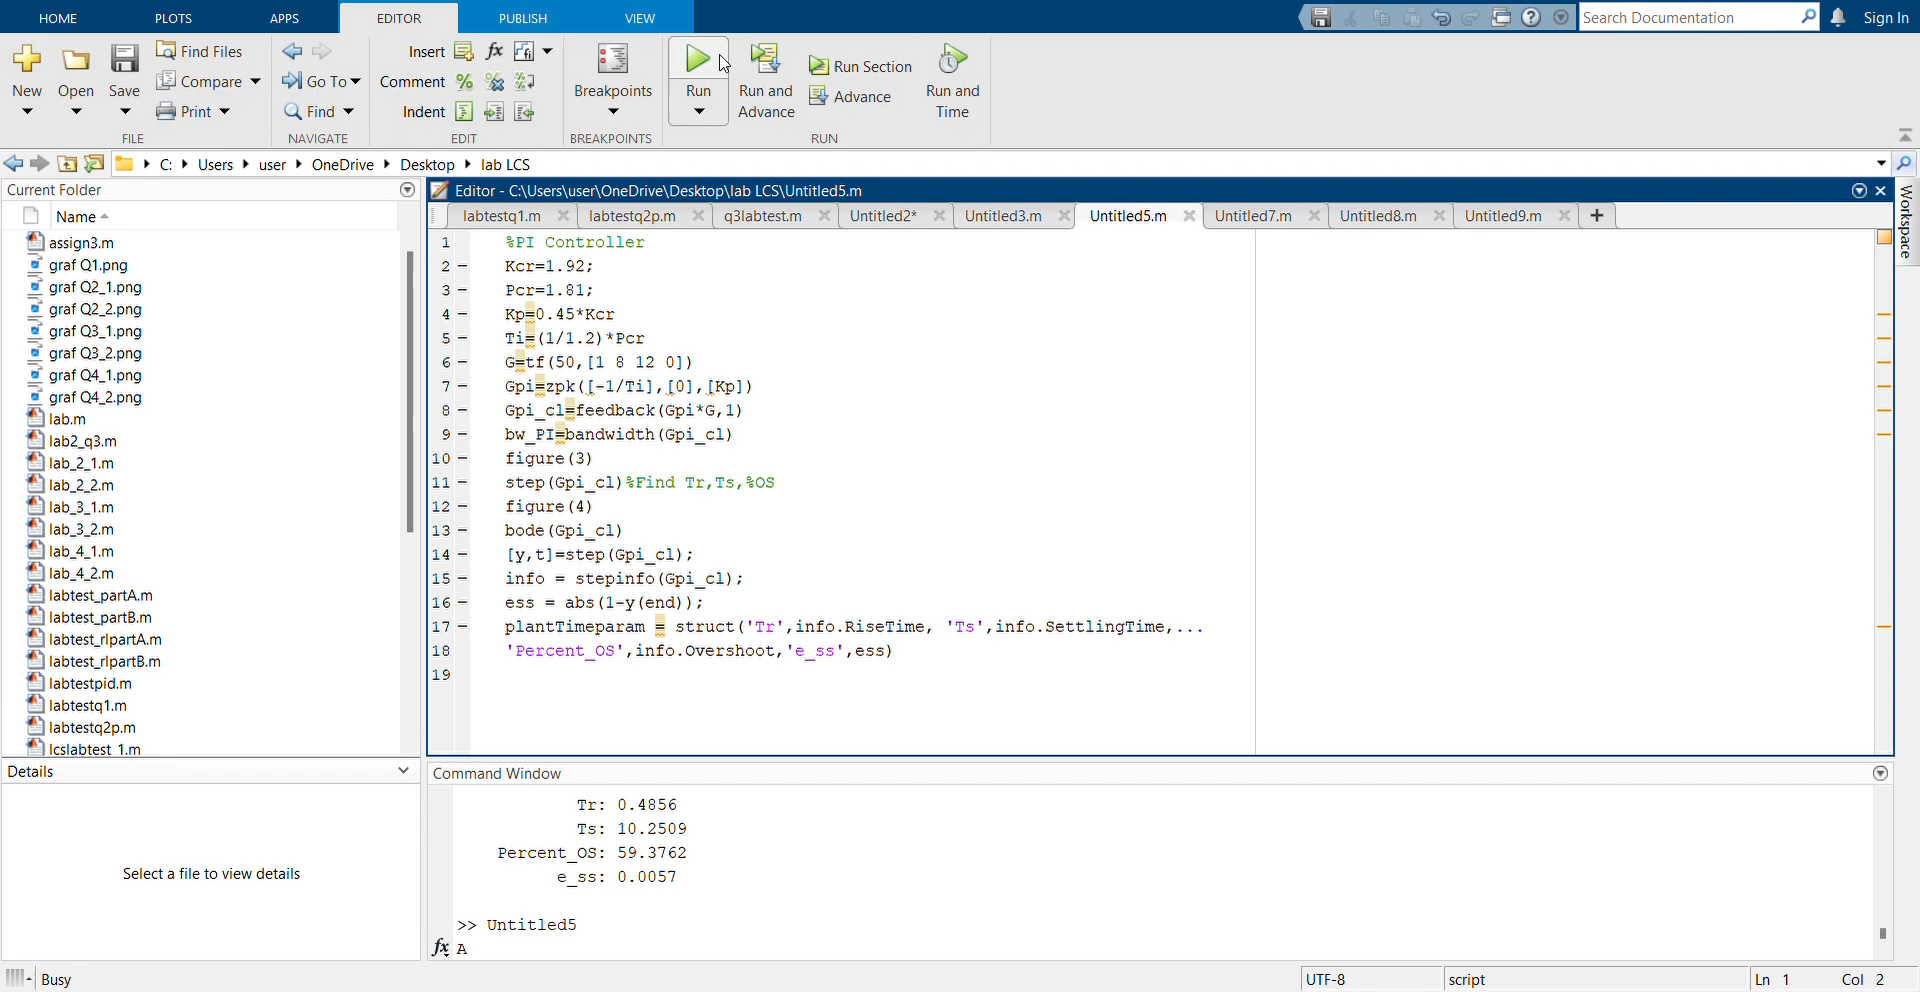 HOME PLOTS APPS EDITOR PUBLISH VIEW Search Documentation Sign In
New Open Save Find Files Compare Print
FILE
Go To Find
NAVIGATE
Insert fx
Comment
Indent
EDIT
Breakpoints
BREAKPOINTS
Run Run and Advance Run Section Advance Run and Time
RUN
C: Users user OneDrive Desktop lab LCS
Current Folder
Name
assign3.m
graf Q1.png
graf Q2_1.png
graf Q2_2.png
graf Q3_1.png
graf Q3_2.png
graf Q4_1.png
graf Q4_2.png
lab.m
lab2_q3.m
lab_2_1.m
lab_2_2.m
lab_3_1.m
lab_3_2.m
lab_4_1.m
lab_4_2.m
labtest_partA.m
labtest_partB.m
labtest_rlpartA.m
labtest_rlpartB.m
labtestpid.m
labtestq1.m
labtestq2p.m
lcslabtest_1.m
Details
Select a file to view details
Editor - C:\Users\user\OneDrive\Desktop\lab LCS\Untitled5.m
labtestq1.m labtestq2p.m q3labtest.m Untitled2* Untitled3.m Untitled5.m Untitled7.m Untitled8.m Untitled9.m
1 %PI Controller
2 Kcr=1.92;
3 Pcr=1.81;
4 Kp=0.45*Kcr
5 Ti=(1/1.2)*Pcr
6 G=tf(50,[1 8 12 0])
7 Gpi=zpk([-1/Ti],[0],[Kp])
8 Gpi_cl=feedback(Gpi*G,1)
9 bw_PI=bandwidth(Gpi_cl)
10 figure(3)
11 step(Gpi_cl)%Find Tr,Ts,%OS
12 figure(4)
13 bode(Gpi_cl)
14 [y,t]=step(Gpi_cl);
15 info = stepinfo(Gpi_cl);
16 ess = abs(1-y(end));
17 plantTimeparam = struct('Tr',info.RiseTime, 'Ts',info.SettlingTime,...
18 'Percent_OS',info.Overshoot,'e_ss',ess)
19
Workspace
Command Window
Tr: 0.4856
Ts: 10.2509
Percent_OS: 59.3762
e_ss: 0.0057
>> Untitled5
fx A
Busy
UTF-8 script Ln 1 Col 2